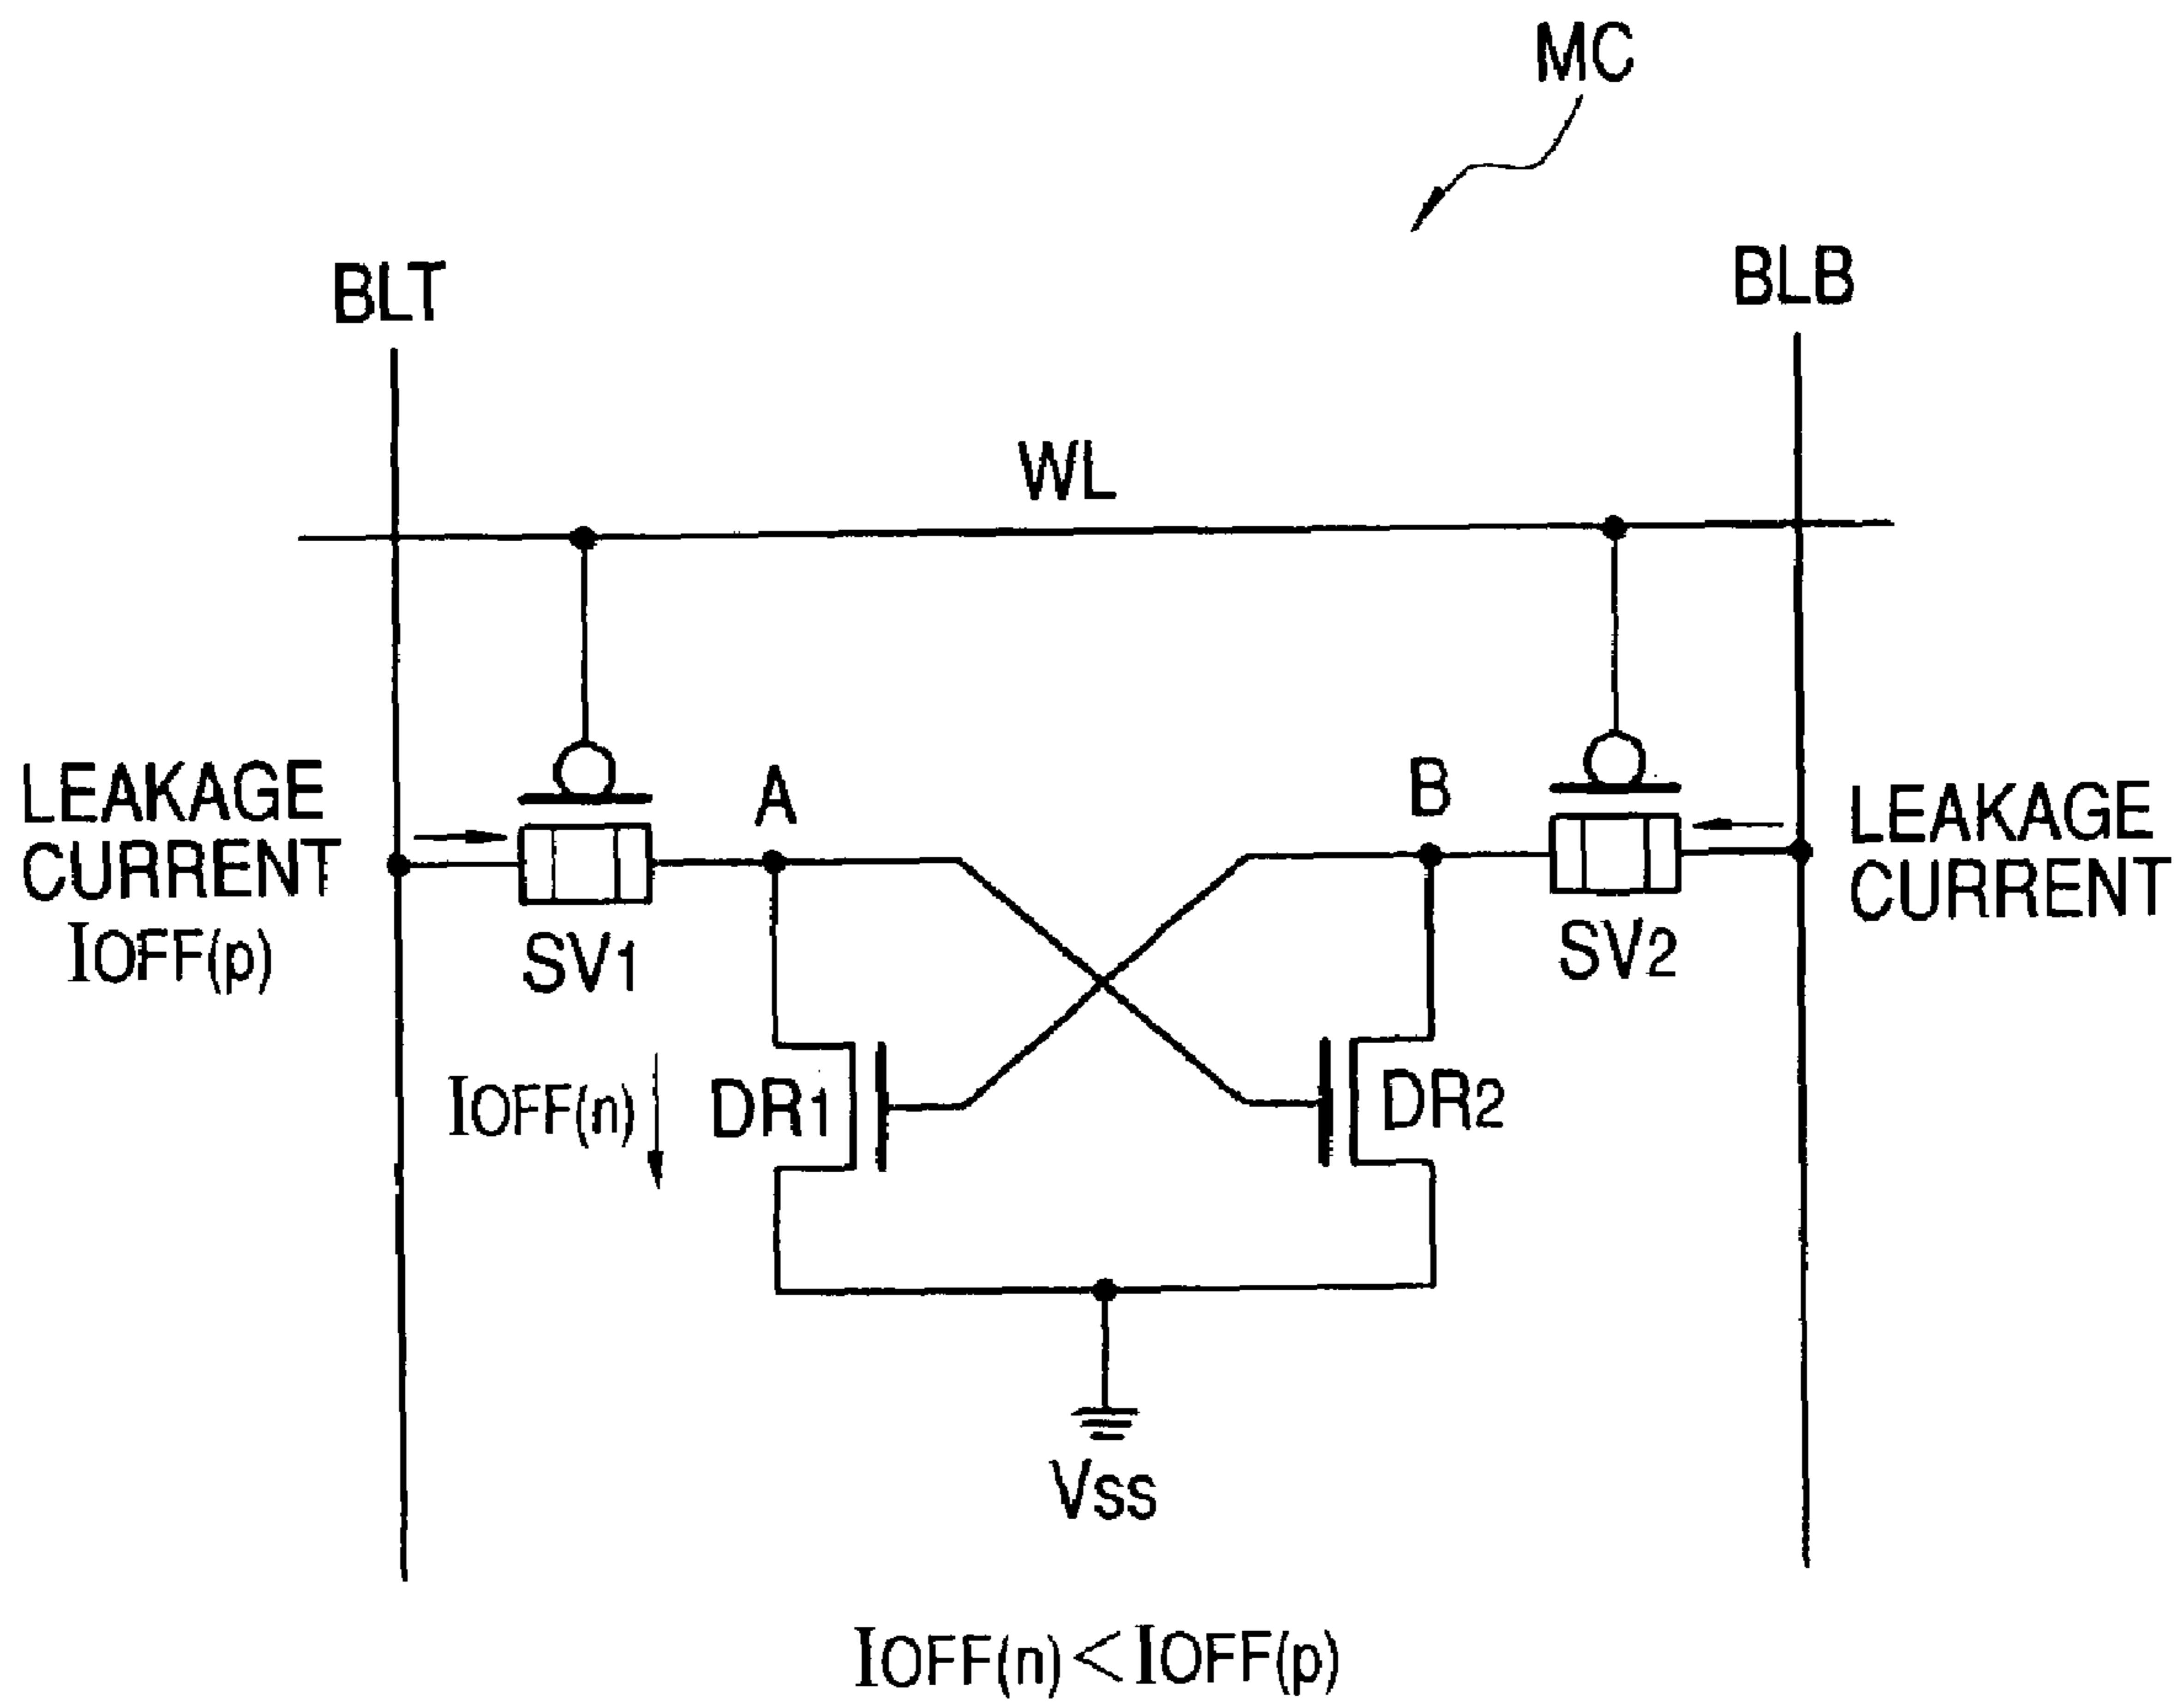 MC
BLT
BLB
WL
LEAKAGE
CURRENT
IOFF(p)
SV1
A
B
SV2
LEAKAGE
CURRENT
IOFF(n)
DR1
DR2
VSS
IOFF(n)<IOFF(p)